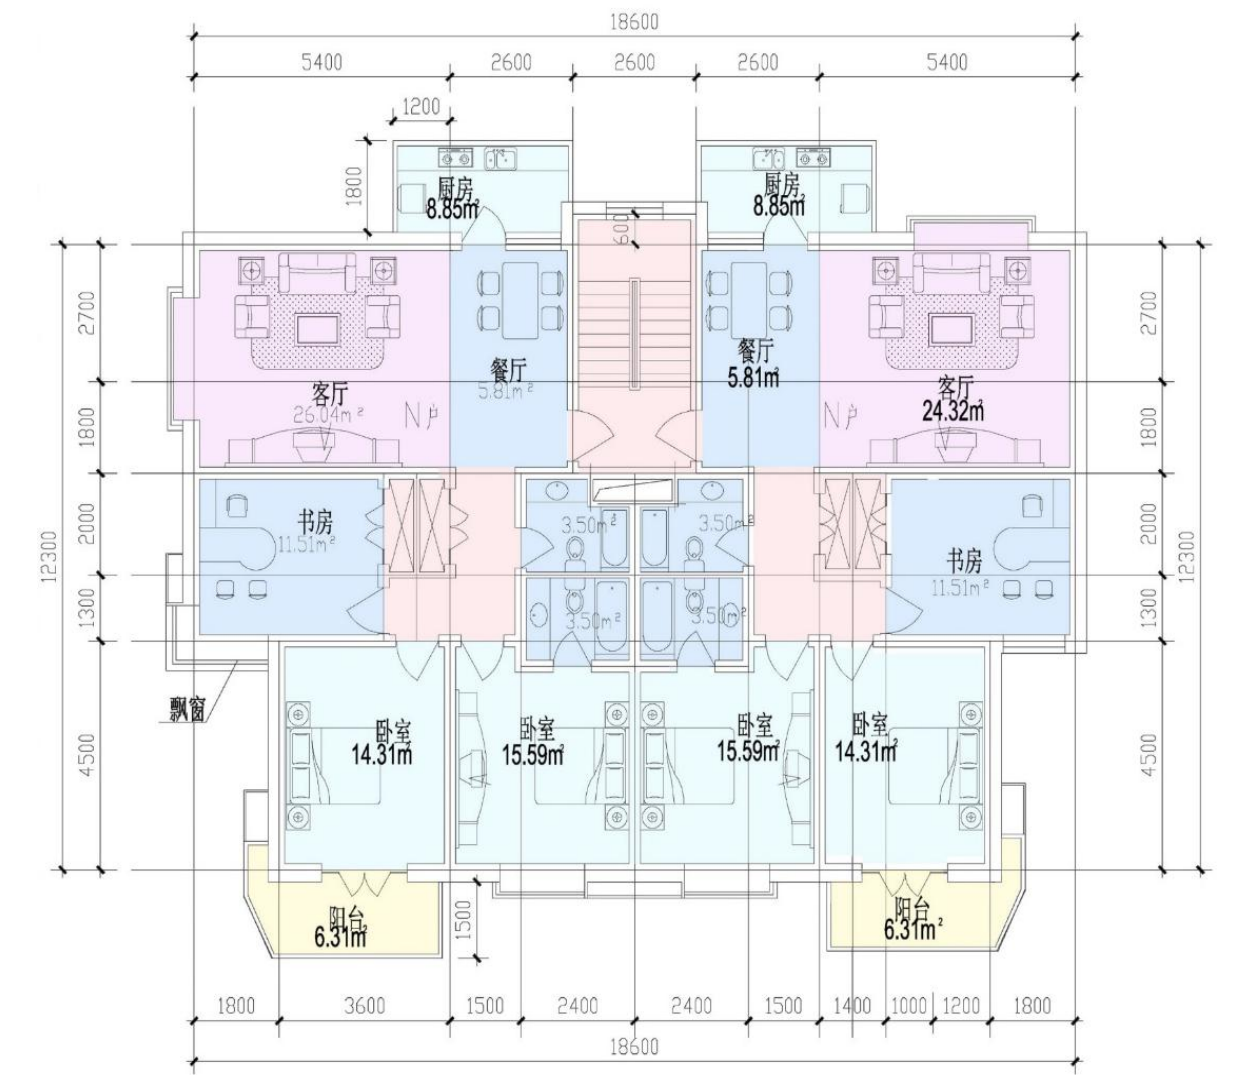 18600
5400 2600 2600 2600 5400
1200
1800
厨房
8.85m²
厨房
8.85m²
600
2700
1800
2000
1300
4500
12300
2700
1800
2000
1300
4500
12300
客厅
26.04m²
N户
餐厅
5.81m²
餐厅
5.81m²
N户
客厅
24.32m²
书房
11.51m²
3.50m²
3.50m²
书房
11.51m²
3.50m²
3.50m²
飘窗
卧室
14.31m²
卧室
15.59m²
卧室
15.59m²
卧室
14.31m²
阳台
6.31m²
1500
阳台
6.31m²
1800 3600 1500 2400 2400 1500 1400 1000 1200 1800
18600